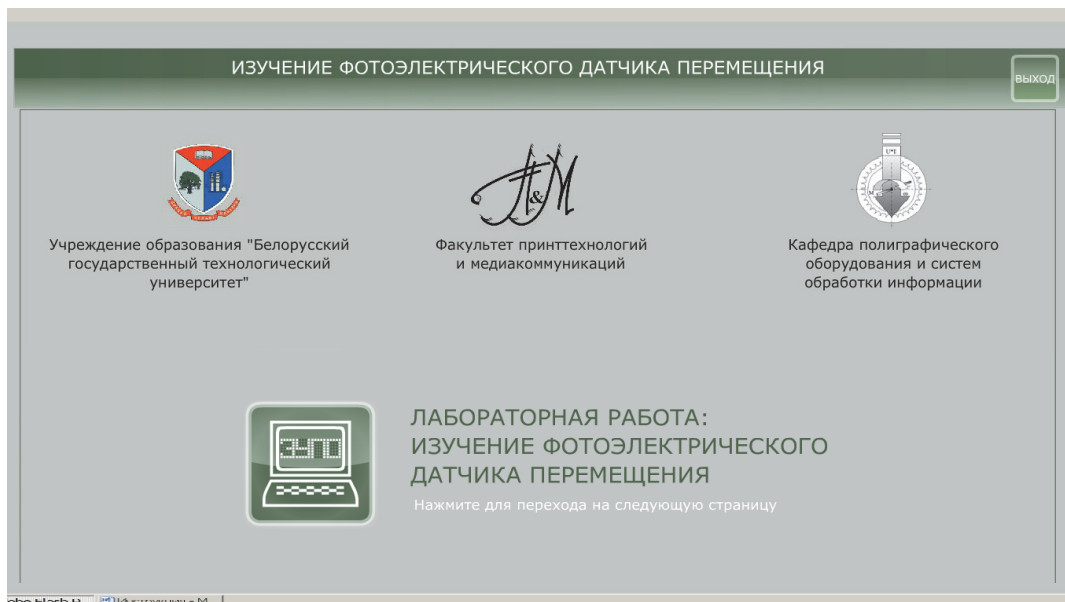 ИЗУЧЕНИЕ ФОТОЭЛЕКТРИЧЕСКОГО ДАТЧИКА ПЕРЕМЕЩЕНИЯ
ВЫХОД
Учреждение образования "Белорусский
государственный технологический
университет"
Факультет принттехнологий
и медиакоммуникаций
Кафедра полиграфического
оборудования и систем
обработки информации
ЭУПО
ЛАБОРАТОРНАЯ РАБОТА:
ИЗУЧЕНИЕ ФОТОЭЛЕКТРИЧЕСКОГО
ДАТЧИКА ПЕРЕМЕЩЕНИЯ
Нажмите для перехода на следующую страницу